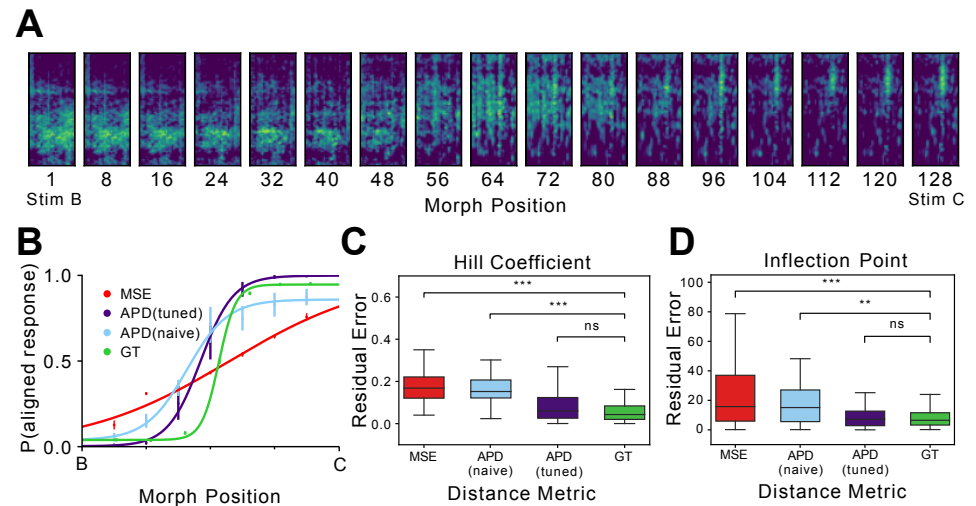 A
1 8 16 24 32 40 48 56 64 72 80 88 96 104 112 120 128
Stim B Stim C
Morph Position
B
P(aligned response)
1.0
0.5
0.0
MSE
APD(tuned)
APD(naive)
GT
B C
Morph Position
C
Hill Coefficient
Residual Error
0.6
0.4
0.2
0.0
***
***
ns
MSE APD (naive) APD (tuned) GT
Distance Metric
D
Inflection Point
Residual Error
100
80
60
40
20
0
***
**
ns
MSE APD (naive) APD (tuned) GT
Distance Metric